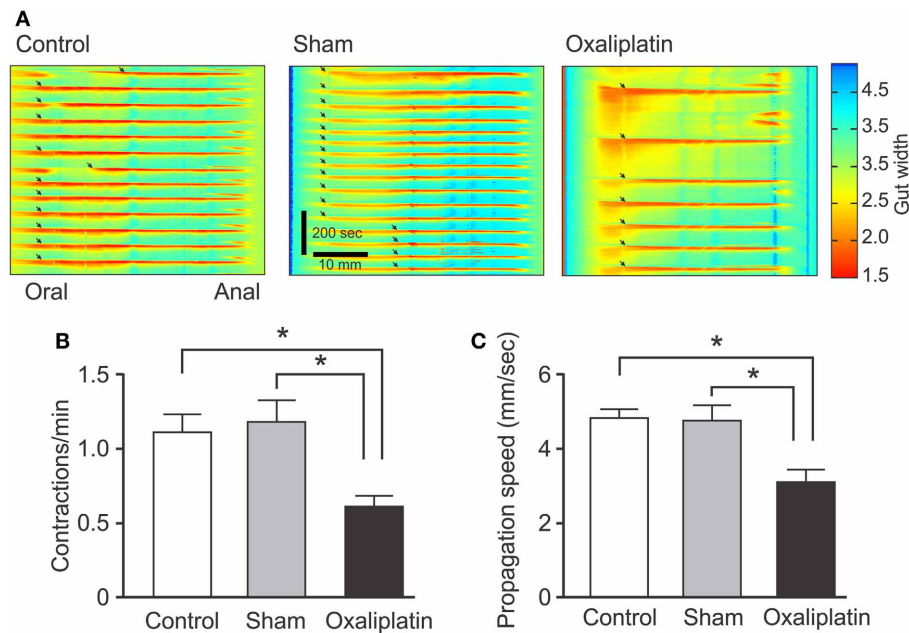 A
Control
Sham
Oxaliplatin
4.5
3.5
3.5
2.0
1.5
Gut width
200 sec
10 mm
Oral
Anal
B
*
*
1.5
1.0
0.5
0
Contractions/min
Control
Sham
Oxaliplatin
C
*
*
6
4
2
0
Propagation speed (mm/sec)
Control
Sham
Oxaliplatin